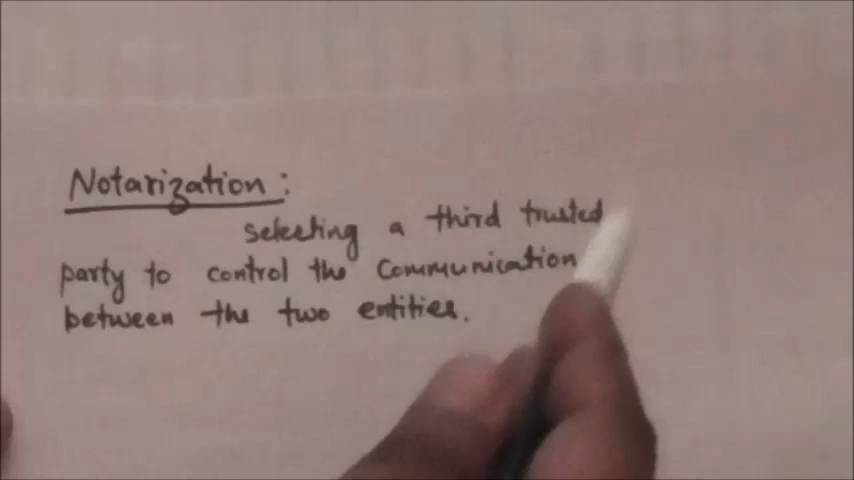 Notarization:
selecting a third trusted
party to control the communication
between the two entities.